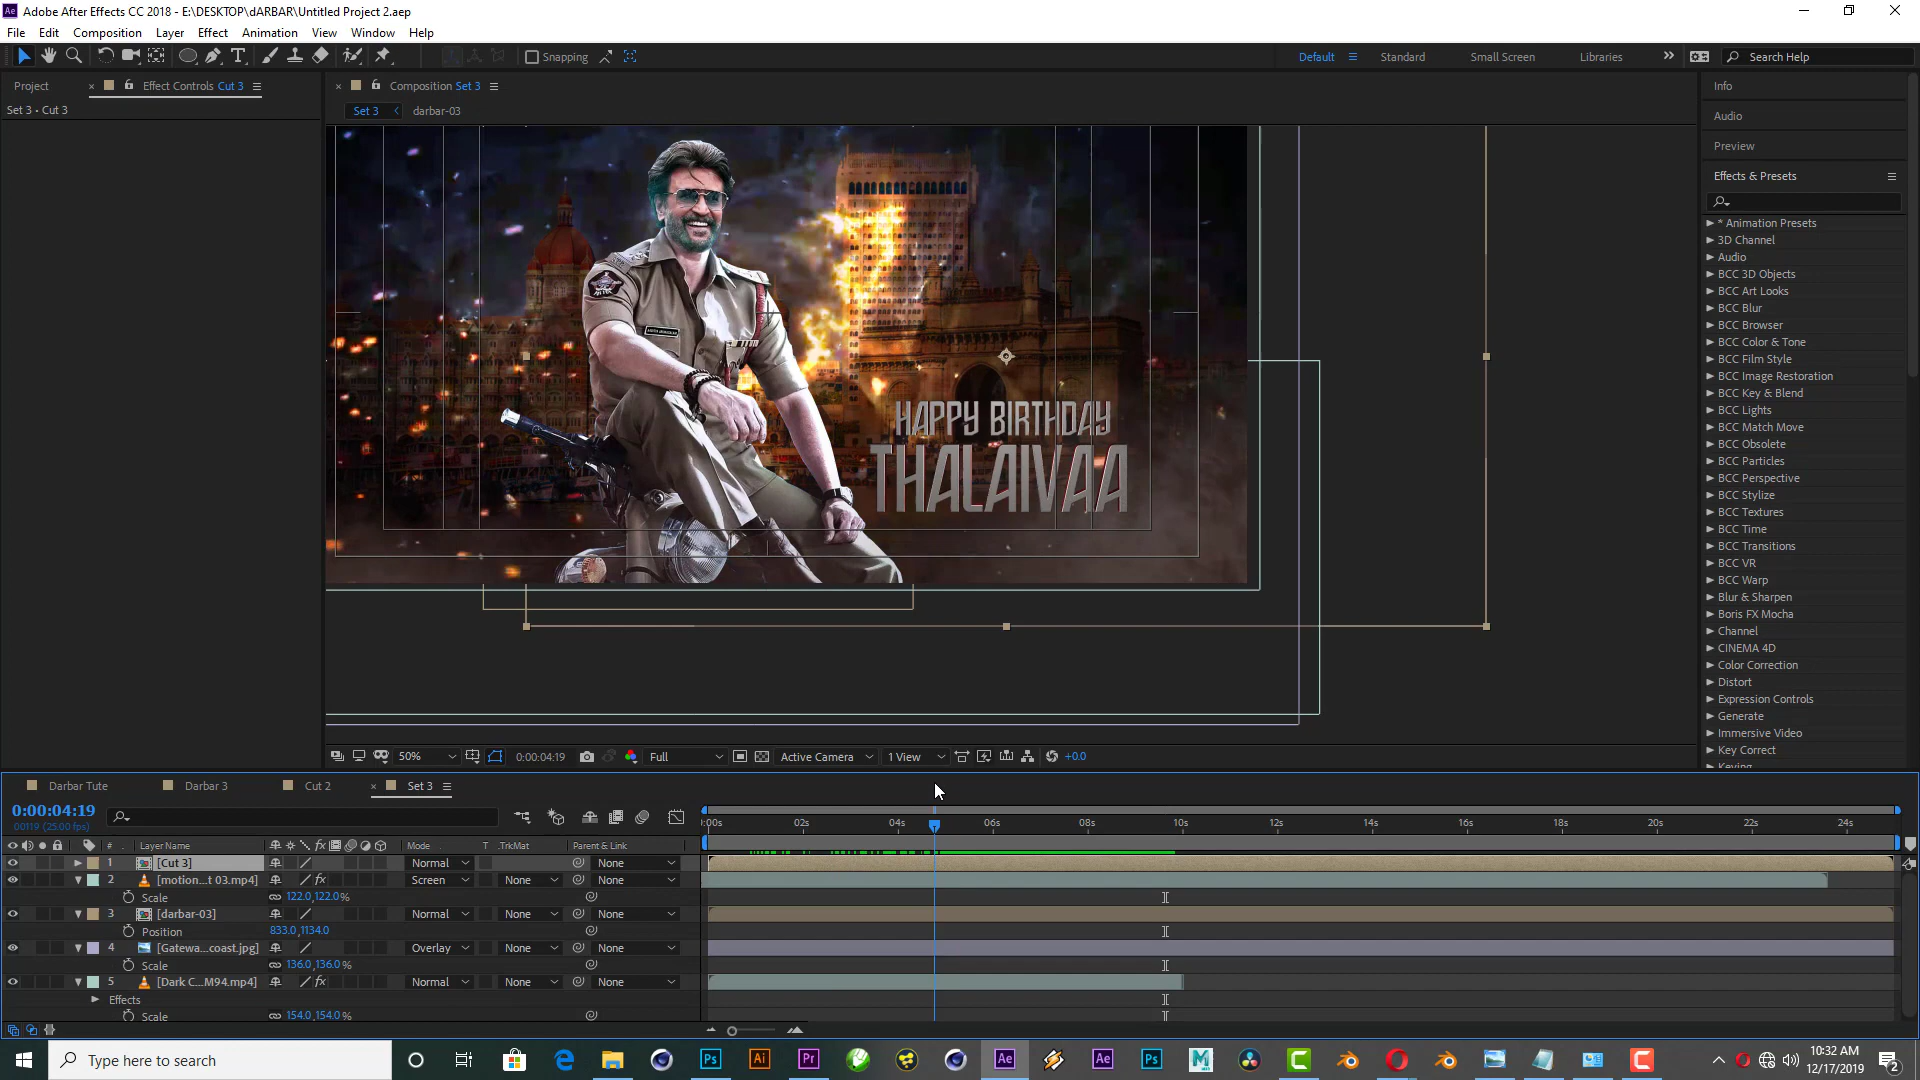 Adobe After Effects CC 2018 - E:\DESKTOP\dARBAR\Untitled Project 2.aep
File Edit Composition Layer Effect Animation View Window Help
Snapping Default Standard Small Screen Libraries Search Help
Project Effect Controls Cut 3 Composition Set 3 Info
Set 3 • Cut 3 Set 3 darbar-03
Audio
Preview
Effects & Presets
* Animation Presets
3D Channel
Audio
BCC 3D Objects
BCC Art Looks
BCC Blur
BCC Browser
BCC Color & Tone
BCC Film Style
BCC Image Restoration
BCC Key & Blend
BCC Lights
BCC Match Move
BCC Obsolete
BCC Particles
BCC Perspective
BCC Stylize
BCC Textures
BCC Time
BCC Transitions
BCC VR
BCC Warp
Blur & Sharpen
Boris FX Mocha
Channel
CINEMA 4D
Color Correction
Distort
Expression Controls
Generate
Immersive Video
Key Correct
Keying
HAPPY BIRTHDAY
THALAIVAA
50% 0:00:04:19 Full Active Camera 1 View +0.0
Darbar Tute Darbar 3 Cut 2 Set 3
0:00:04:19
00119 (25.00 fps)
:00s 02s 04s 06s 08s 10s 12s 14s 16s 18s 20s 22s 24s
# Layer Name Mode T .TrkMat Parent & Link
1 [Cut 3] Normal None
2 [motion...t 03.mp4] Screen None None
Scale 122.0,122.0%
3 [darbar-03] Normal None None
Position 833.0,1134.0
4 [Gatewa...coast.jpg] Overlay None None
Scale 136.0,136.0%
5 [Dark C...M94.mp4] Normal None None
Effects
Scale 154.0,154.0%
Type here to search
10:32 AM
12/17/2019
2